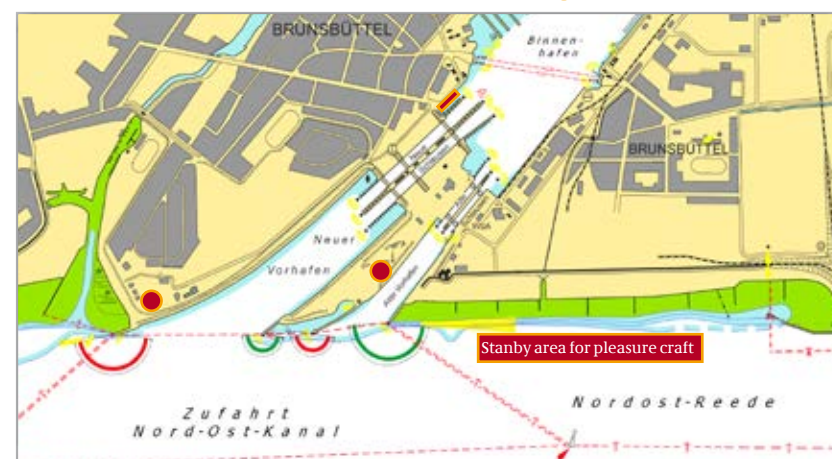 BRUNSBÜTTEL
Binnen-
hafen
BRUNSBÜTTEL
WSA
Neuer
Vorhafen
Alter Vorhafen
Stanby area for pleasure craft
Zufahrt
Nord-Ost-Kanal
Nordost-Reede